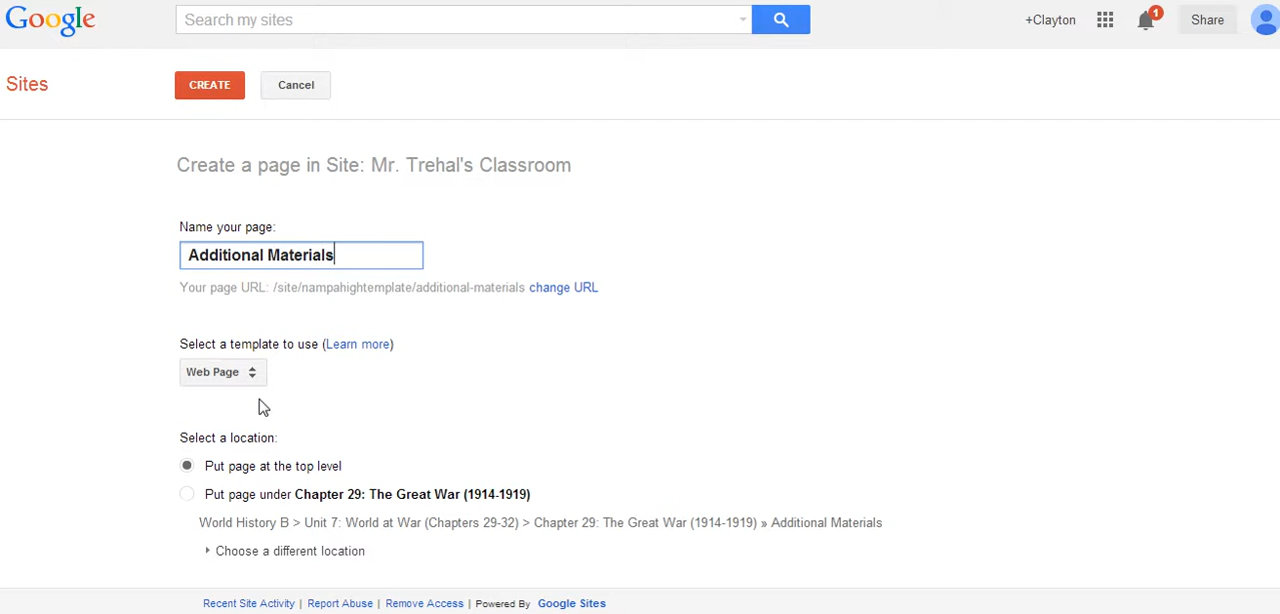 Google Search my sites +Clayton 1 Share
Sites CREATE Cancel
Create a page in Site: Mr. Trehal's Classroom
Name your page:
Additional Materials
Your page URL: /site/nampahightemplate/additional-materials change URL
Select a template to use (Learn more)
Web Page
Select a location:
Put page at the top level
Put page under Chapter 29: The Great War (1914-1919)
World History B > Unit 7: World at War (Chapters 29-32) > Chapter 29: The Great War (1914-1919) » Additional Materials
Choose a different location
Recent Site Activity | Report Abuse | Remove Access | Powered By Google Sites